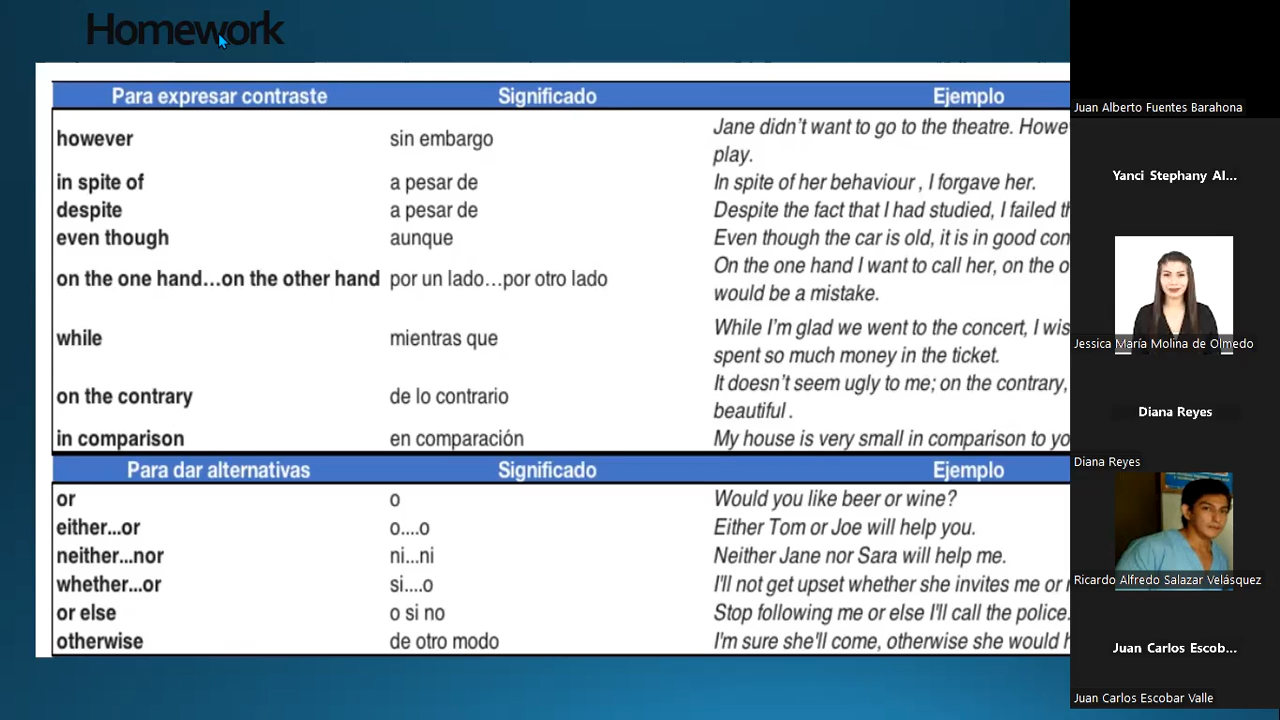 Homework
Para expresar contraste Significado Ejemplo
however sin embargo Jane didn't want to go to the theatre.
play.
in spite of a pesar de In spite of her behaviour , I forgave her.
despite a pesar de Despite the fact that I had studied, I failed
even though aunque Even though the car is old, it is in good
on the one hand...on the other hand por un lado...por otro lado On the one hand I want to call her, on the
would be a mistake.
while mientras que While I'm glad we went to the concert, I
spent so much money in the ticket.
on the contrary de lo contrario It doesn't seem ugly to me; on the contrary,
beautiful .
in comparison en comparación My house is very small in comparison to
Para dar alternativas Significado Ejemplo
or o Would you like beer or wine?
either...or o....o Either Tom or Joe will help you.
neither...nor ni...ni Neither Jane nor Sara will help me.
whether...or si....o I'll not get upset whether she invites me or
or else o si no Stop following me or else I'll call the police.
otherwise de otro modo I'm sure she'll come, otherwise she would
Juan Alberto Fuentes Barahona
Yanci Stephany Al...
Jessica María Molina de Olmedo
Diana Reyes
Diana Reyes
Ricardo Alfredo Salazar Velásquez
Juan Carlos Escob...
Juan Carlos Escobar Valle